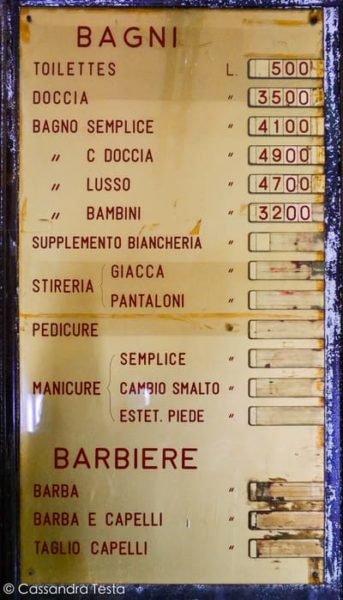 BAGNI
TOILETTES L. 500
DOCCIA " 3500
BAGNO SEMPLICE " 4100
" C DOCCIA " 4900
" LUSSO " 4700
" BAMBINI " 3200
SUPPLEMENTO BIANCHERIA "
STIRERIA { GIACCA "
PANTALONI "
PEDICURE "
MANICURE { SEMPLICE "
CAMBIO SMALTO "
ESTET. PIEDE "
BARBIERE
BARBA "
BARBA E CAPELLI "
TAGLIO CAPELLI "
© Cassandra Testa